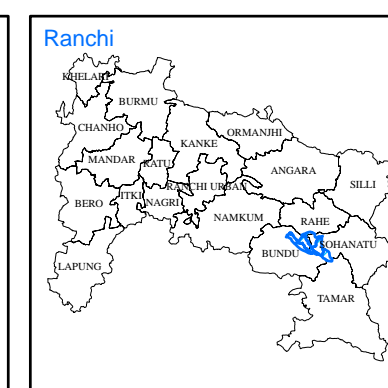 Ranchi
KHELARI
BURMU
CHANHO
ORMANJHI
KANKE
MANDAR
RATU
ANGARA
RANCHI URBAN
SILLI
ITKI
BERO
NAGRI
NAMKUM
RAHE
SOHANATU
BUNDU
LAPUNG
TAMAR